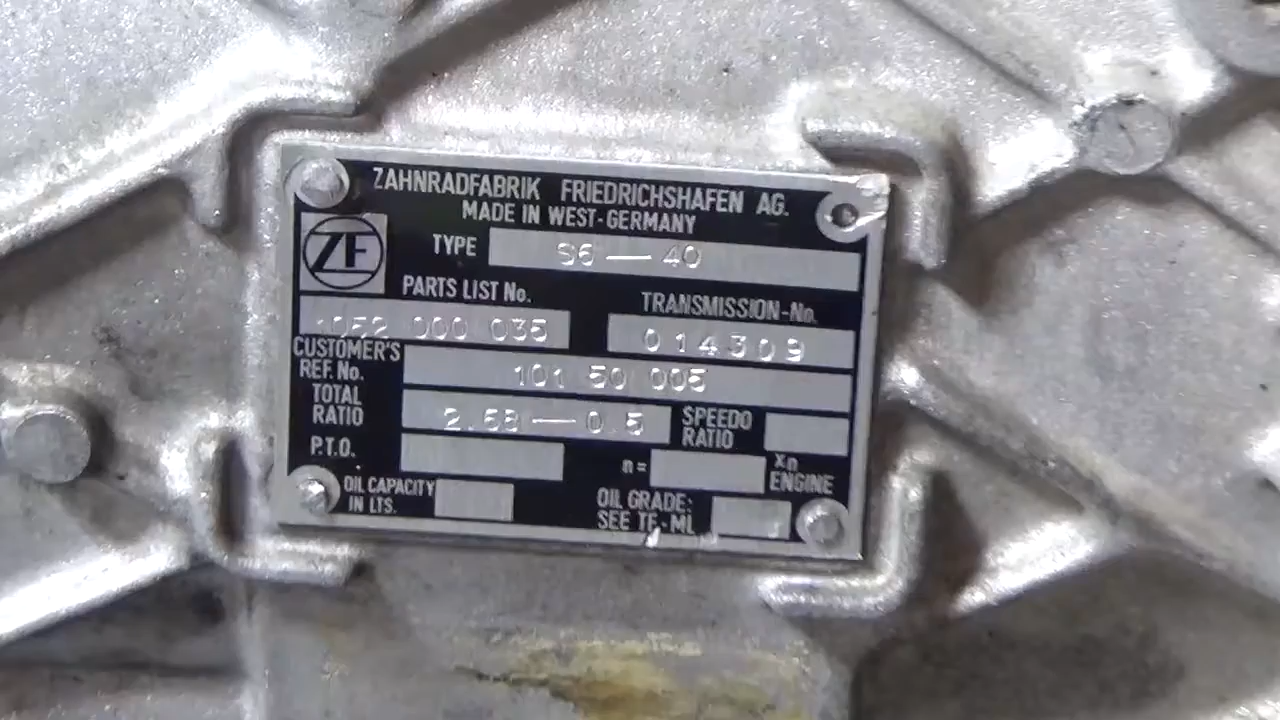 ZAHNRADFABRIK FRIEDRICHSHAFEN AG.
MADE IN WEST-GERMANY
ZF
TYPE S6—40
PARTS LIST No. TRANSMISSION-No.
1052 000 035 014309
CUSTOMER'S REF. No. 101 50 005
TOTAL RATIO 2.68—0.5 SPEEDO RATIO
P.T.O. n= xn ENGINE
OIL CAPACITY IN LTS. OIL GRADE: SEE TE-ML